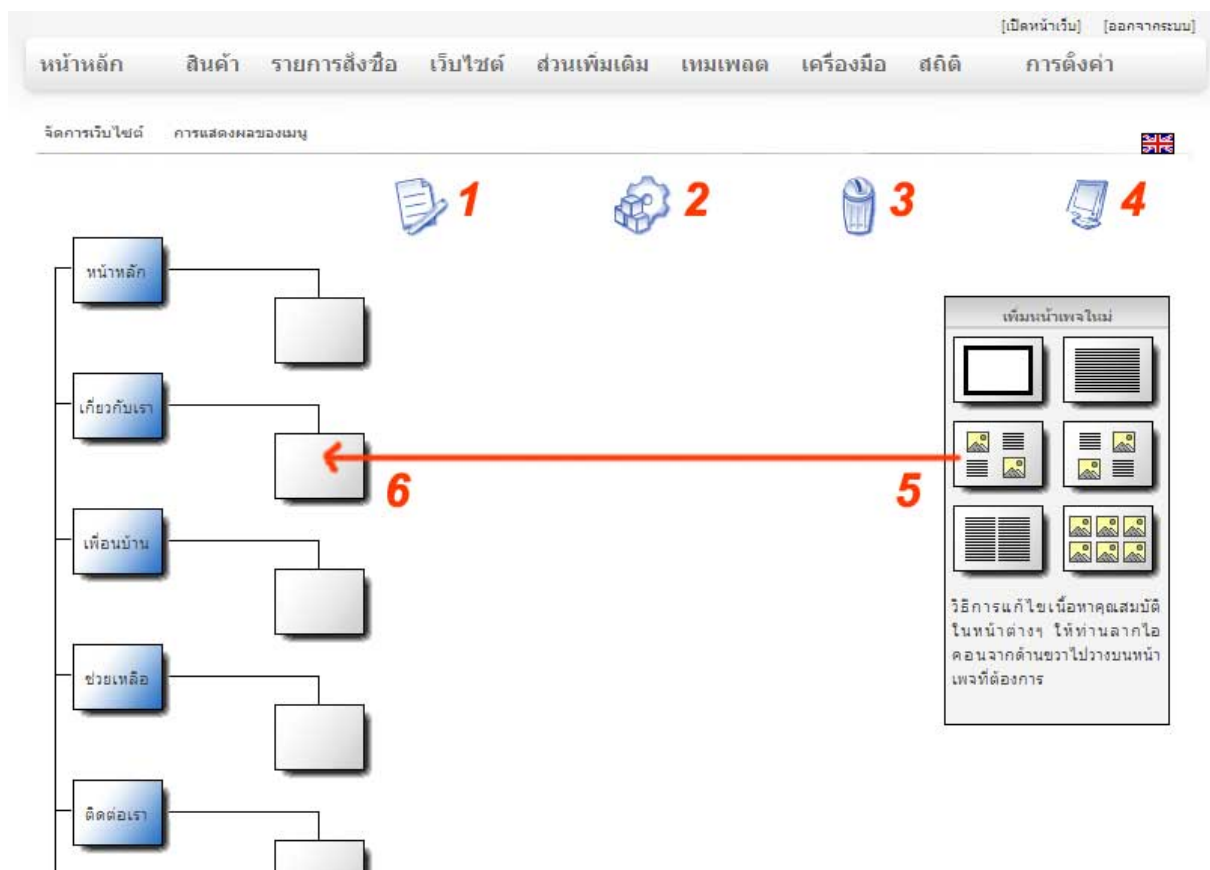 [เปิดหน้าเว็บ] [ออกจากระบบ]
หน้าหลัก สินค้า รายการสั่งซื้อ เว็บไซต์ ส่วนเพิ่มเติม เทมเพลต เครื่องมือ สถิติ การตั้งค่า
จัดการเว็บไซต์ การแสดงผลของเมนู
1 2 3 4
หน้าหลัก
เพิ่มหน้าเพจใหม่
เกี่ยวกับเรา
6 5
เพื่อนบ้าน
วิธีการแก้ไขเนื้อหาคุณสมบัติ
ในหน้าต่างๆ ให้ท่านลากไอ
คอนจากด้านขวาไปวางบนหน้า
เพจที่ต้องการ
ช่วยเหลือ
ติดต่อเรา